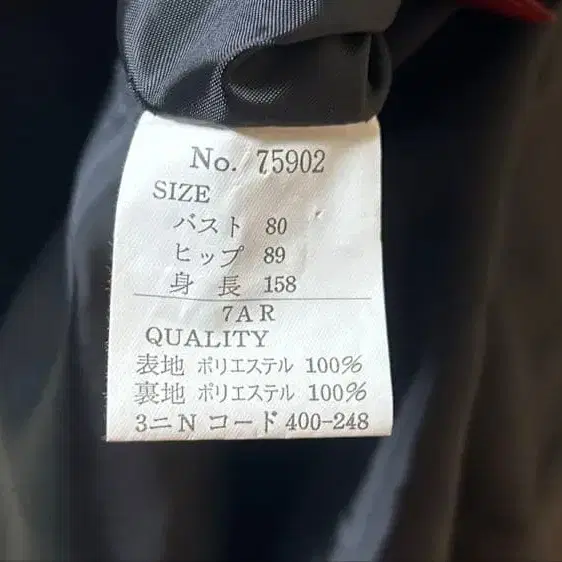 No. 75902
SIZE
バスト 80
ヒップ 89
身長 158
7AR
QUALITY
表地 ポリエステル 100%
裏地 ポリエステル 100%
3ニN コード 400-248